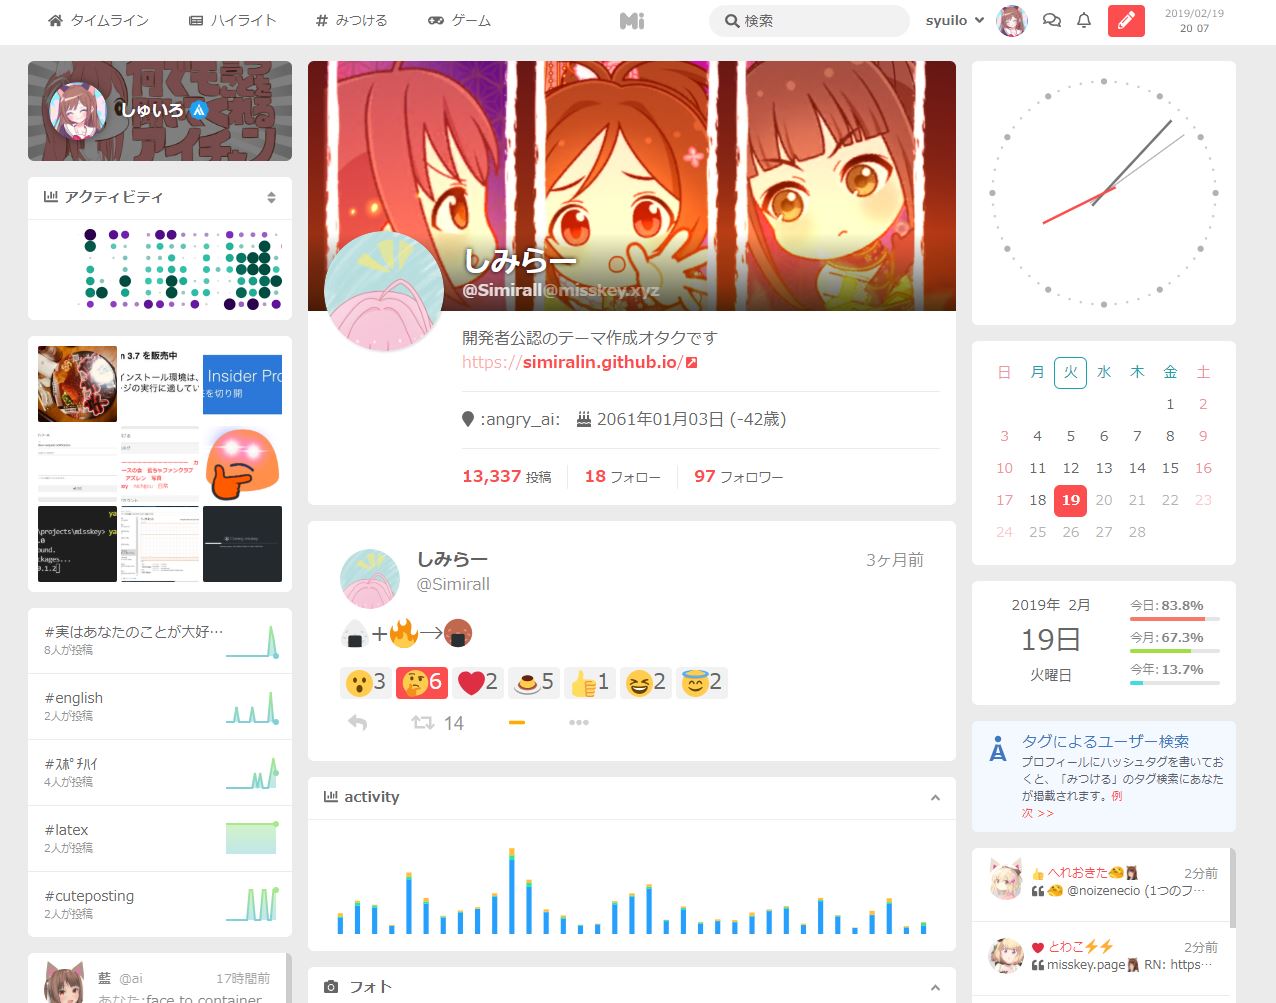 タイムライン ハイライト # みつける ゲーム Mi 検索 syuilo 2019/02/19
20 07
しゅいろ
アクティビティ
n 3.7 を販売中
インストール環境は、
ジの実行に適してい
Insider Pro
を切り開
\projects\misskey> ya
#実はあなたのことが大好…
8人が投稿
#english
2人が投稿
#ｽﾎﾟﾁﾊｲ
4人が投稿
#latex
2人が投稿
#cuteposting
2人が投稿
藍 @ai 17時間前
あなた:face to container
しみらー
@Simirall@misskey.xyz
開発者公認のテーマ作成オタクです
https://simiralin.github.io/
:angry_ai: 2061年01月03日 (-42歳)
13,337 投稿 18 フォロー 97 フォロワー
しみらー 3ヶ月前
@Simirall
🍙+🔥→🍘
😮3 🤔6 ❤2 🍮5 👍1 😆2 😇2
14
activity
フォト
日 月 火 水 木 金 土
1 2
3 4 5 6 7 8 9
10 11 12 13 14 15 16
17 18 19 20 21 22 23
24 25 26 27 28
2019年 2月
19日
火曜日
今日: 83.8%
今月: 67.3%
今年: 13.7%
タグによるユーザー検索
プロフィールにハッシュタグを書いてお
くと、「みつける」のタグ検索にあなた
が掲載されます。例
次 >>
👍 へれおきた 2分前
@noizenecio (1つのフ…
❤ とわこ⚡⚡ 2分前
misskey.page RN: https…